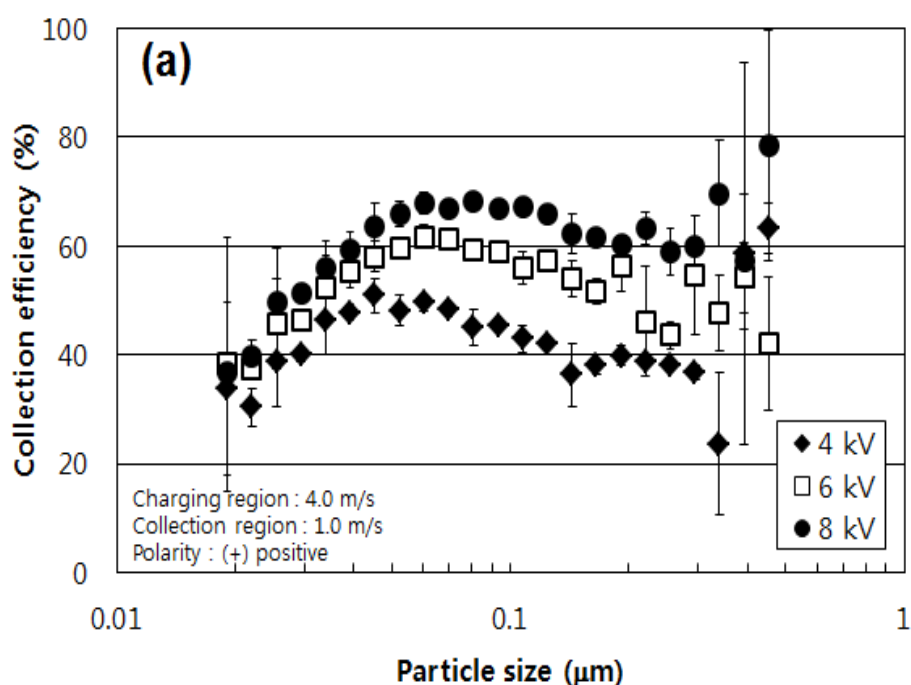 (a)
100
80
60
40
20
0
Collection efficiency (%)
Charging region : 4.0 m/s
Collection region : 1.0 m/s
Polarity : (+) positive
4 kV
6 kV
8 kV
0.01
0.1
1
Particle size (μm)